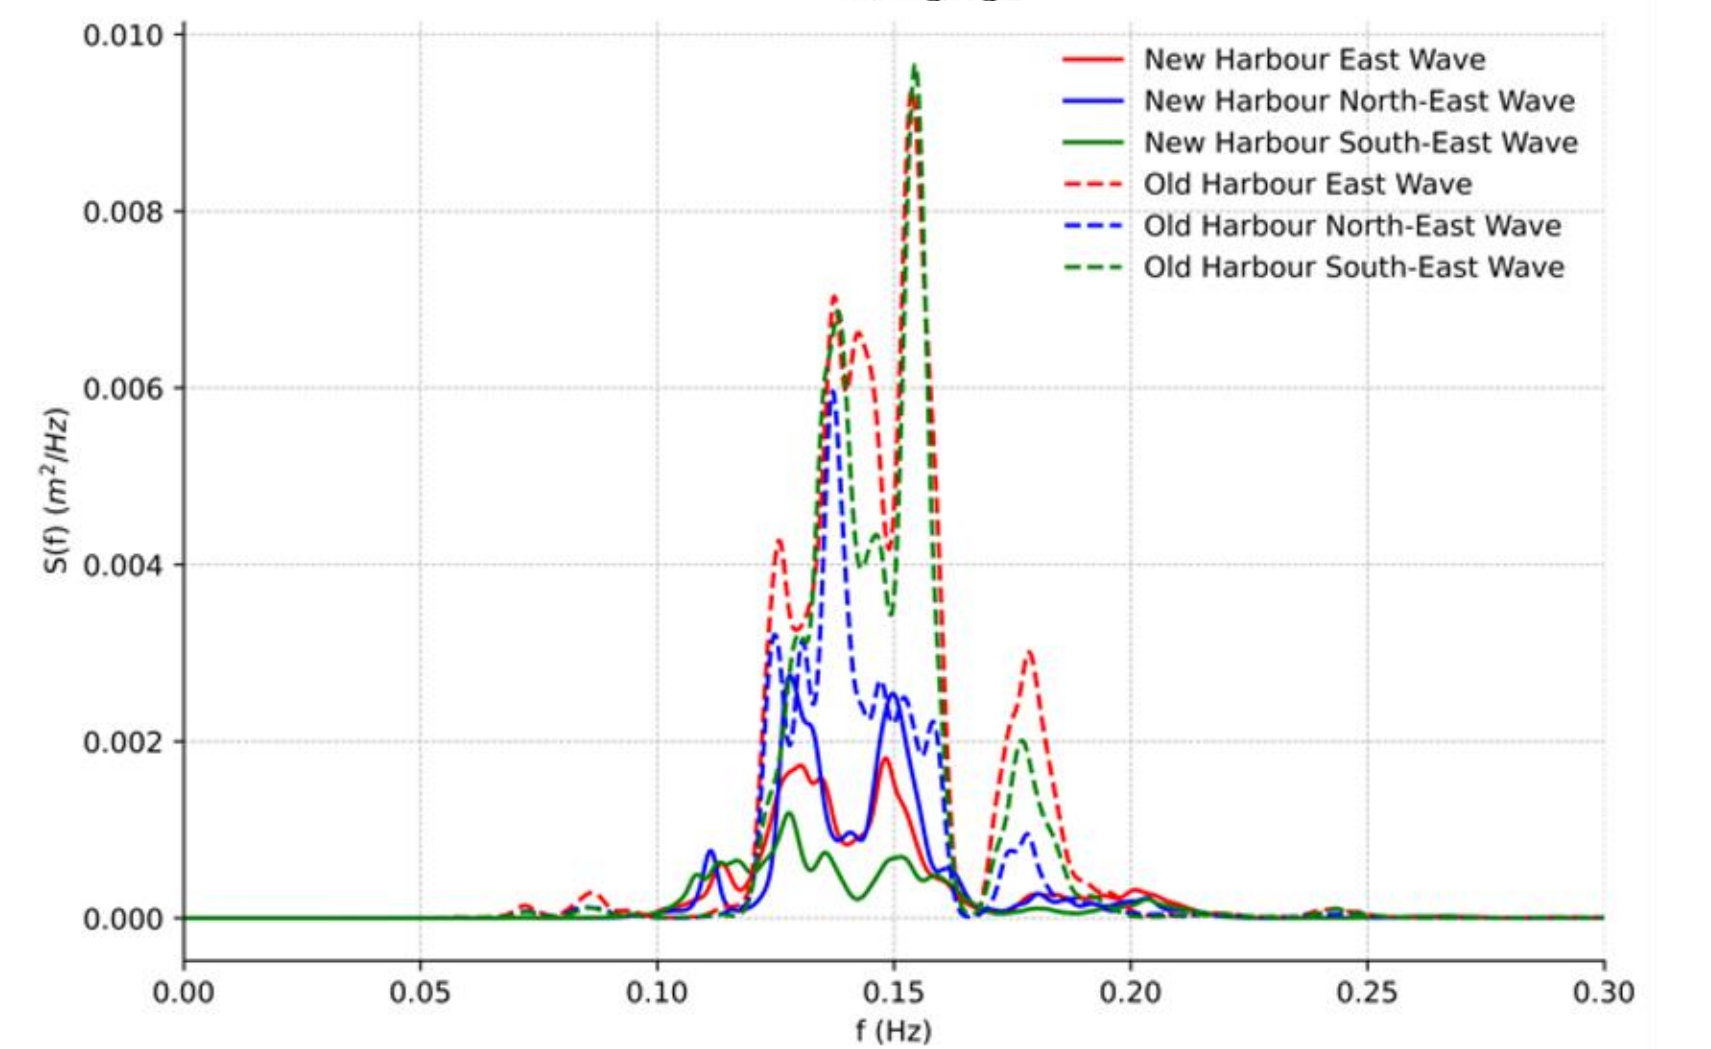 0.010
0.008
0.006
0.004
0.002
0.000
S(f) (m²/Hz)
New Harbour East Wave
New Harbour North-East Wave
New Harbour South-East Wave
Old Harbour East Wave
Old Harbour North-East Wave
Old Harbour South-East Wave
0.00 0.05 0.10 0.15 0.20 0.25 0.30
f (Hz)